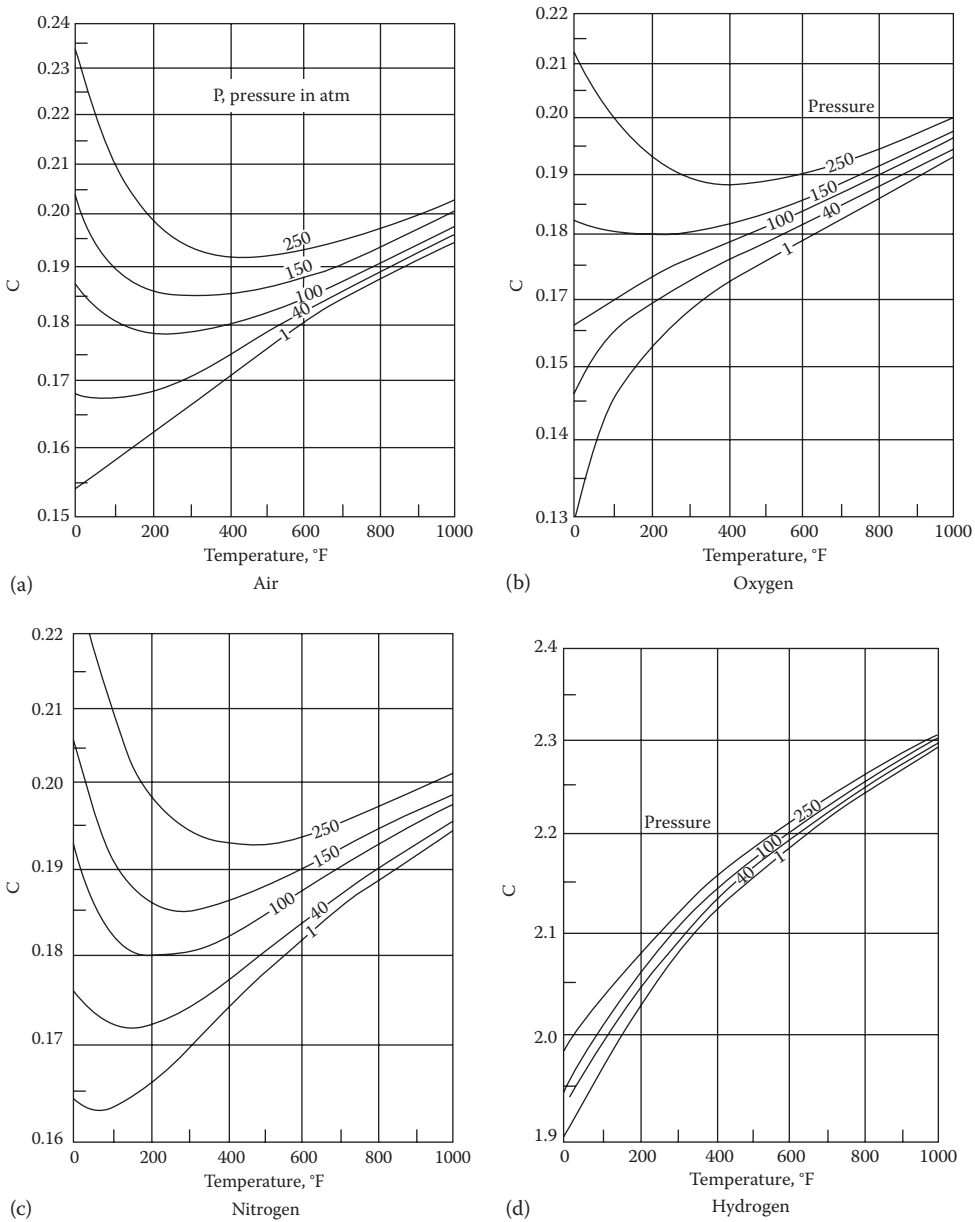 0.24
0.23
0.22
0.21
0.20
0.19
0.18
0.17
0.16
0.15
C
P, pressure in atm
250
150
100
40
1
0 200 400 600 800 1000
Temperature, °F
(a) Air
0.22
0.21
0.20
0.19
0.18
0.17
0.15
0.14
0.13
C
Pressure
250
150
100
40
1
0 200 400 600 800 1000
Temperature, °F
(b) Oxygen
0.22
0.21
0.20
0.19
0.18
0.17
0.16
C
250
150
100
40
1
0 200 400 600 800 1000
Temperature, °F
(c) Nitrogen
2.4
2.3
2.2
2.1
2.0
1.9
C
Pressure
250
100
40
1
0 200 400 600 800 1000
Temperature, °F
(d) Hydrogen